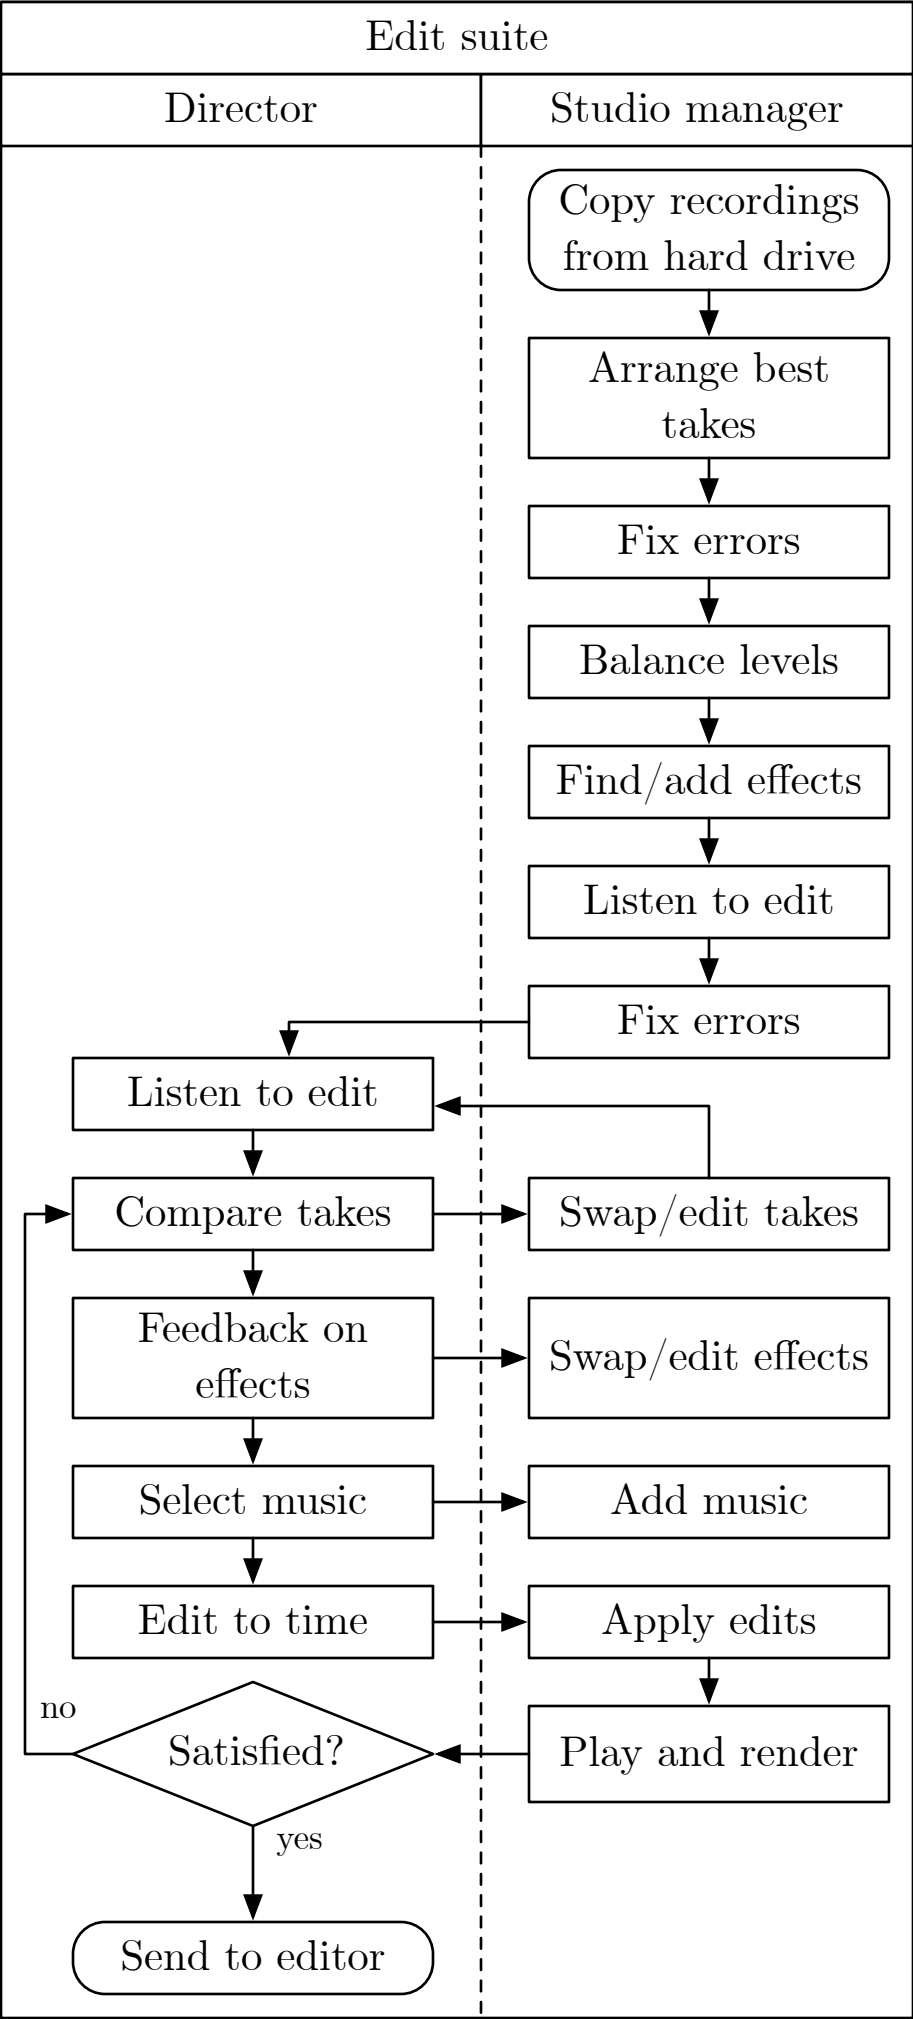 Edit suite
Director
Studio manager
Copy recordings
from hard drive
Arrange best
takes
Fix errors
Balance levels
Find/add effects
Listen to edit
Fix errors
Listen to edit
Compare takes
Swap/edit takes
Feedback on
effects
Swap/edit effects
Select music
Add music
Edit to time
Apply edits
no
Satisfied?
Play and render
yes
Send to editor